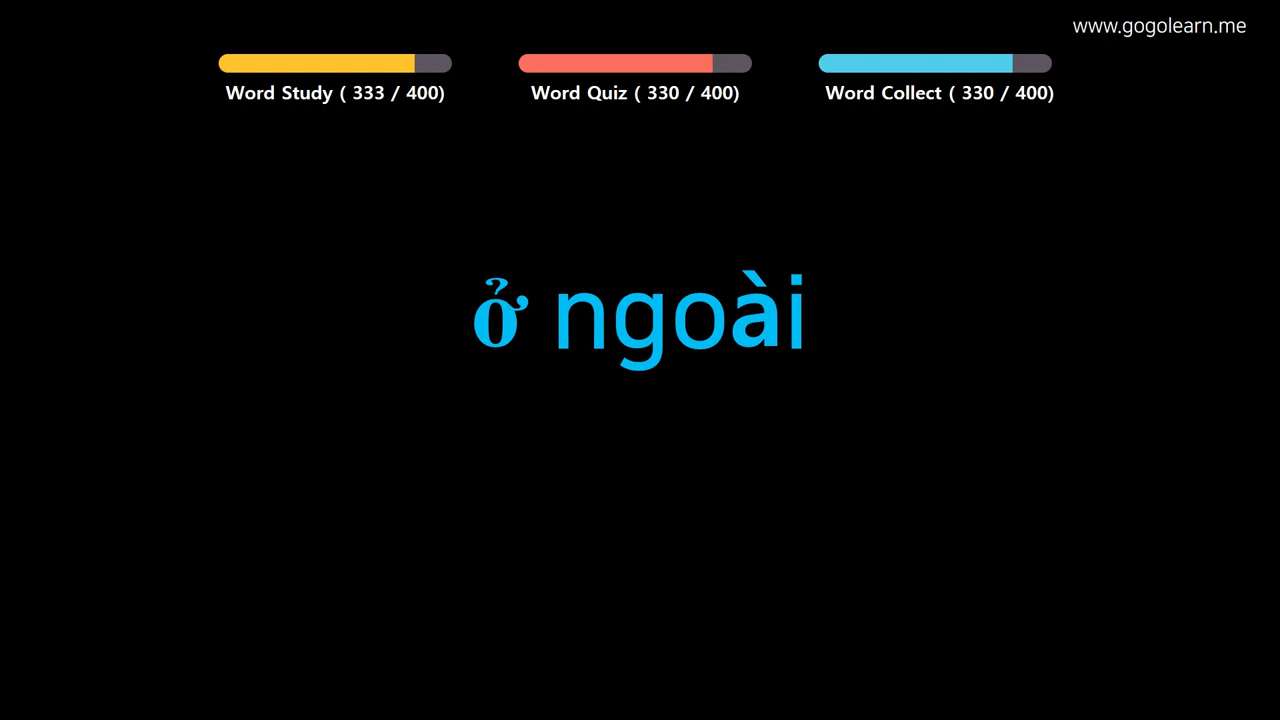 www.gogolearn.me
Word Study ( 333 / 400)
Word Quiz ( 330 / 400)
Word Collect ( 330 / 400)
ở ngoài